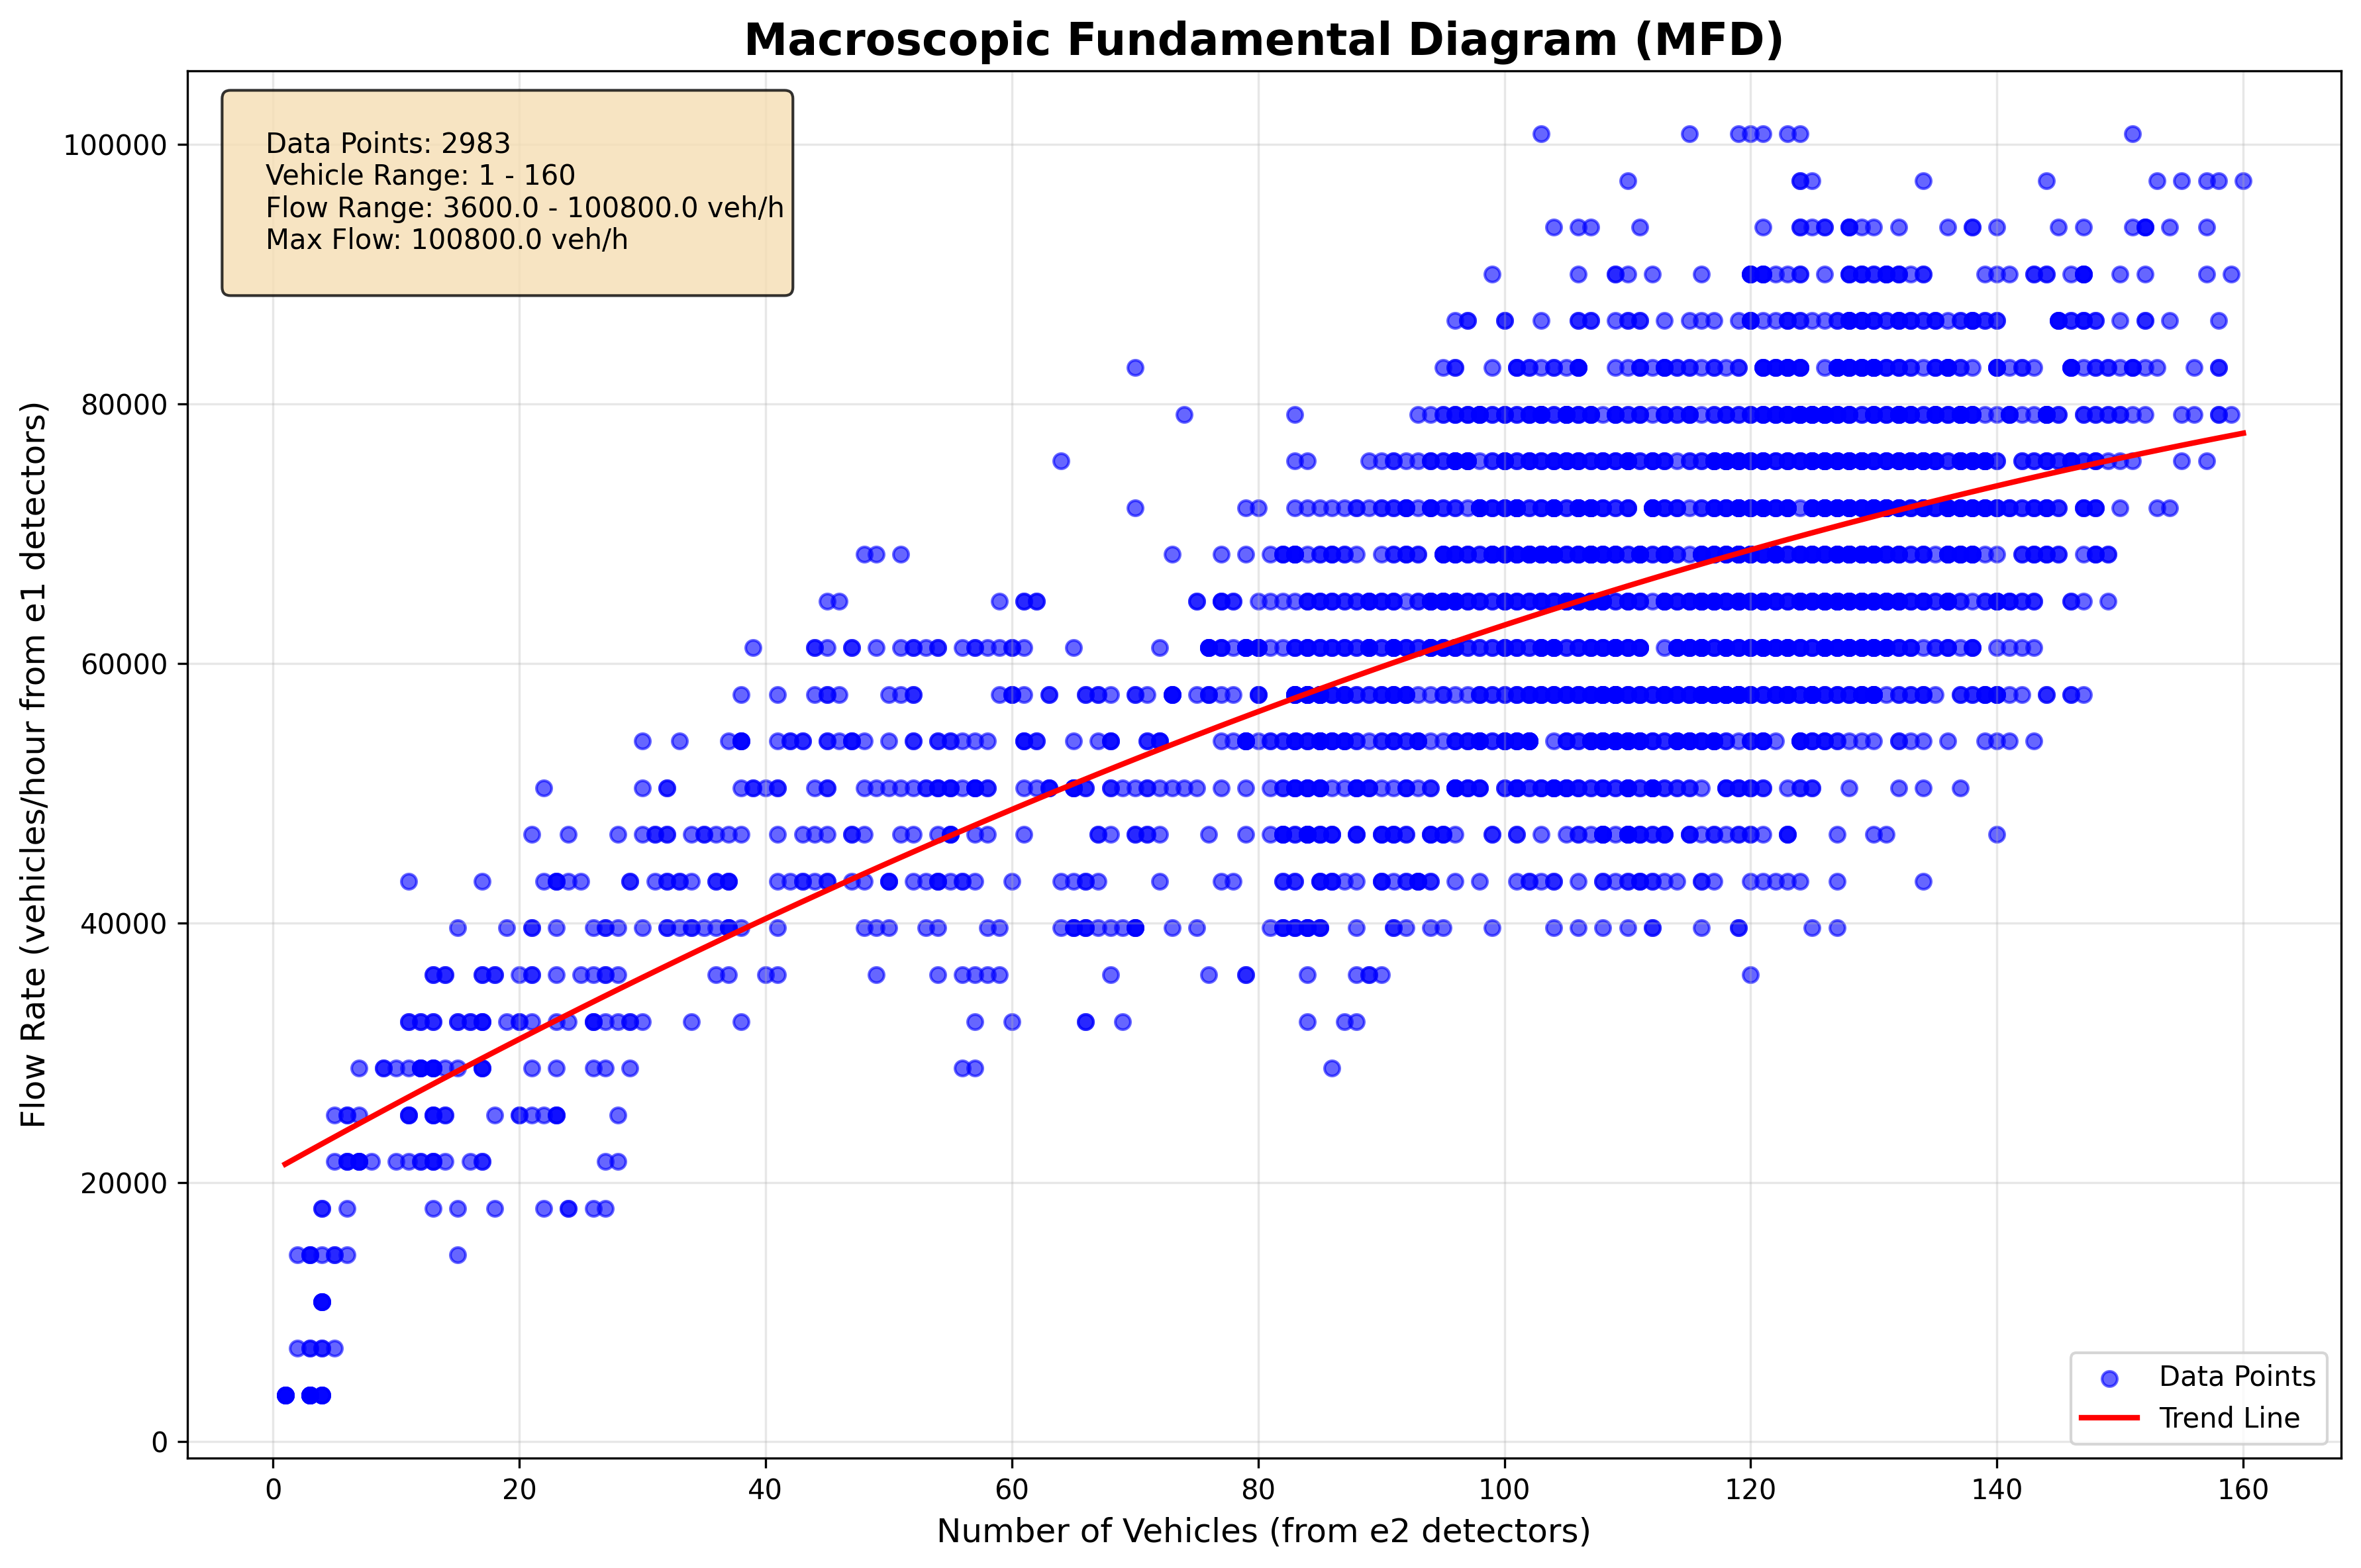 Macroscopic Fundamental Diagram (MFD)
Data Points: 2983
Vehicle Range: 1 - 160
Flow Range: 3600.0 - 100800.0 veh/h
Max Flow: 100800.0 veh/h
Flow Rate (vehicles/hour from e1 detectors)
100000
80000
60000
40000
20000
0
Data Points
Trend Line
0 20 40 60 80 100 120 140 160
Number of Vehicles (from e2 detectors)